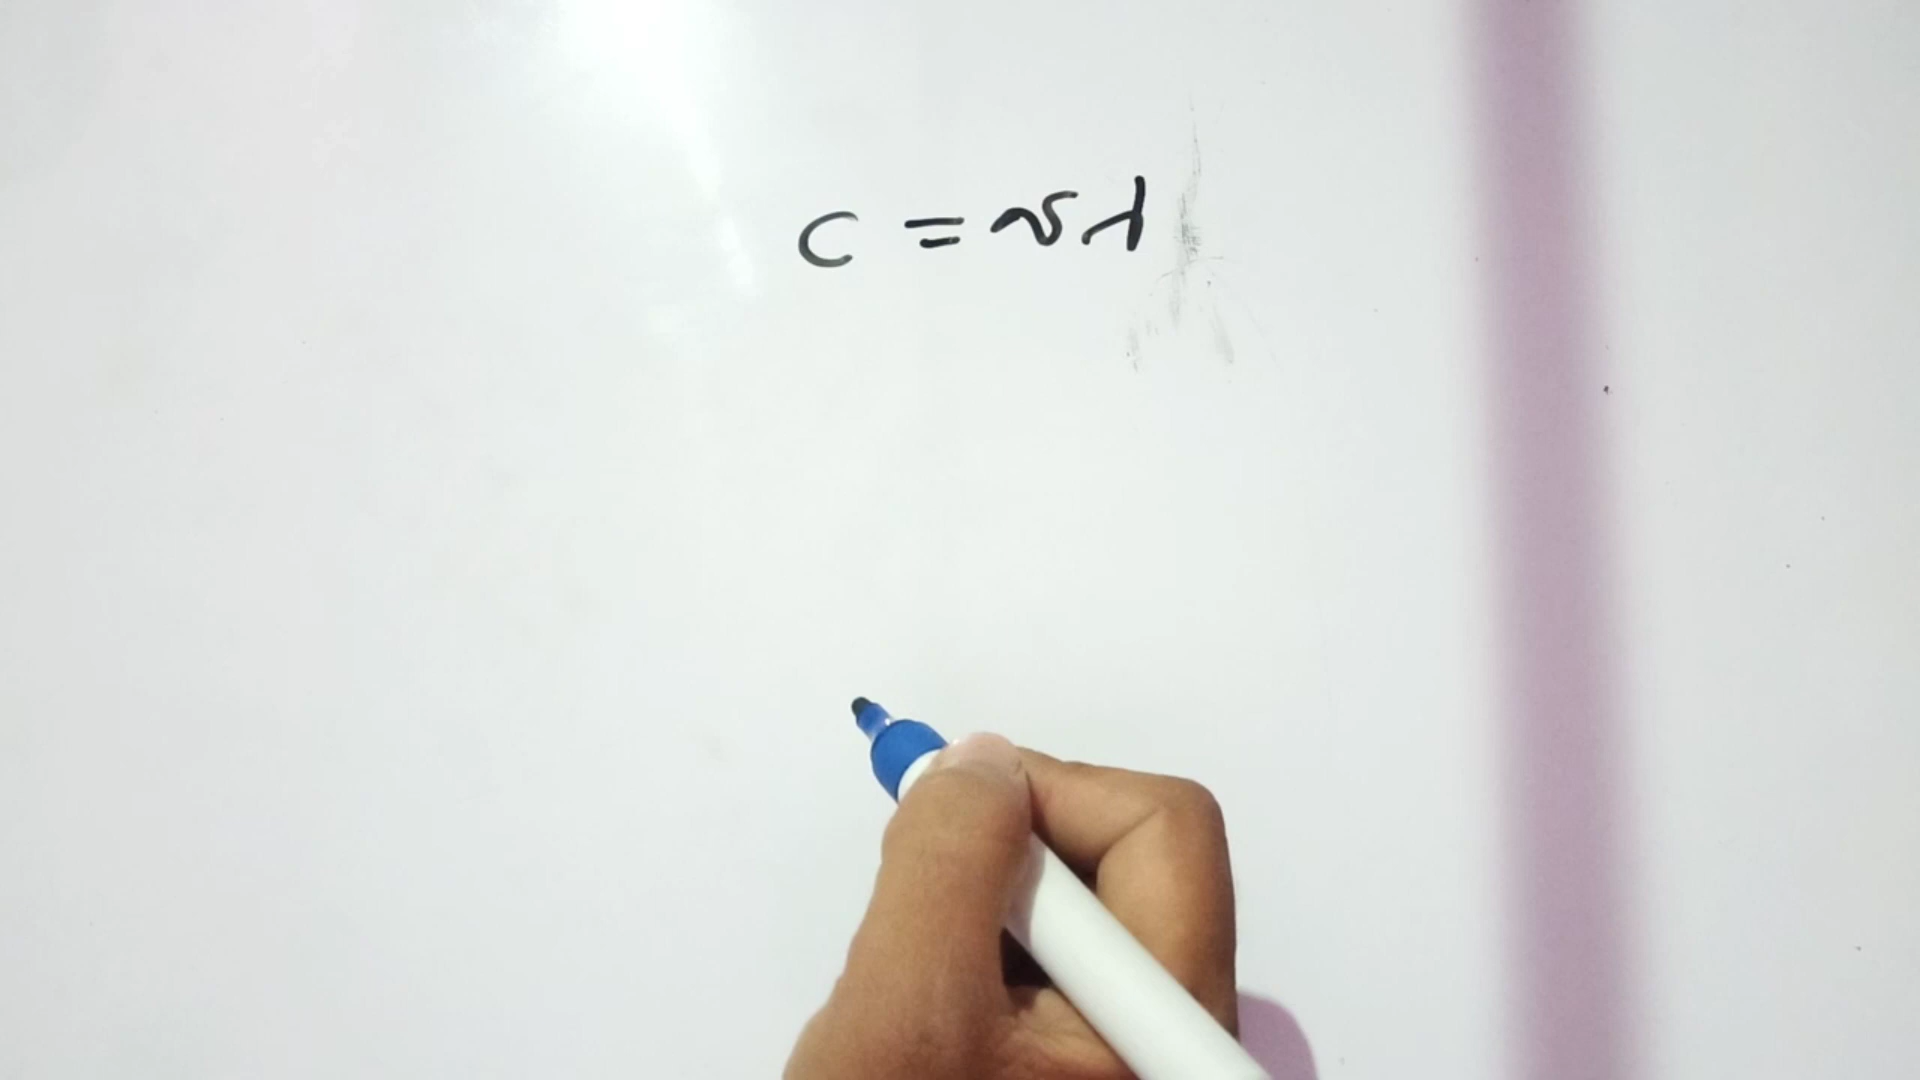 c = νλ